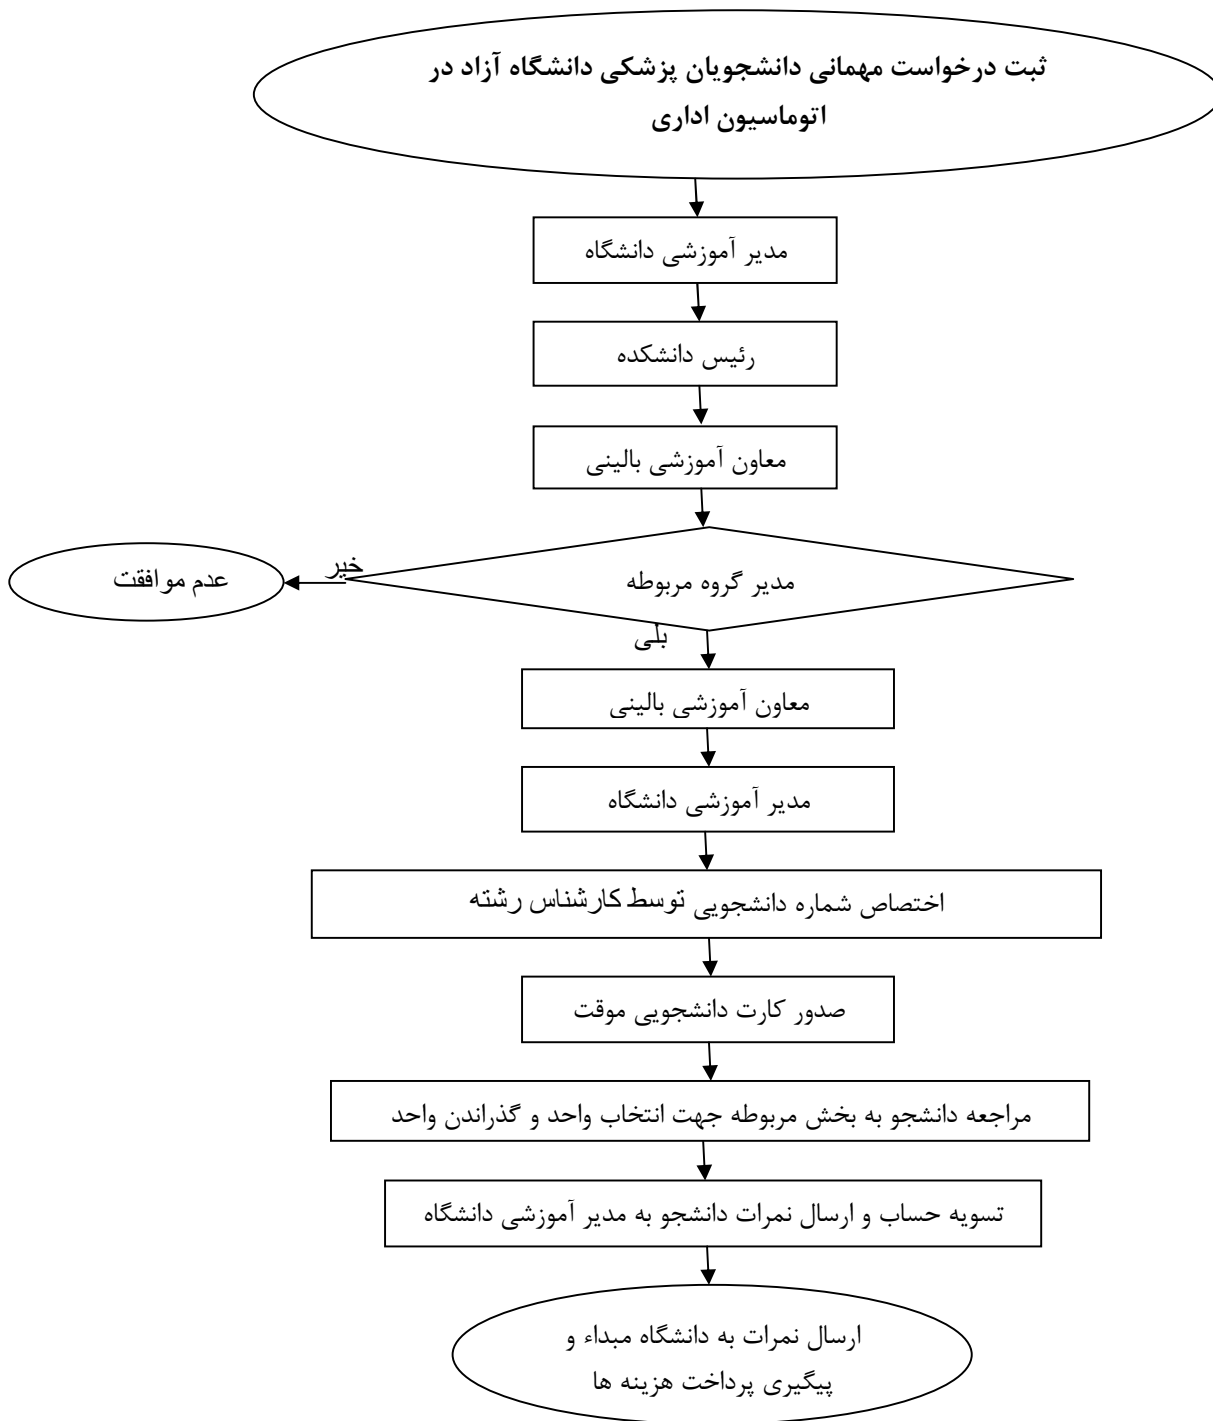 ثبت درخواست مهمانی دانشجویان پزشکی دانشگاه آزاد در
اتوماسیون اداری
مدیر آموزشی دانشگاه
رئیس دانشکده
معاون آموزشی بالینی
مدیر گروه مربوطه
خیر
عدم موافقت
بلی
معاون آموزشی بالینی
مدیر آموزشی دانشگاه
اختصاص شماره دانشجویی توسط کارشناس رشته
صدور کارت دانشجویی موقت
مراجعه دانشجو به بخش مربوطه جهت انتخاب واحد و گذراندن واحد
تسویه حساب و ارسال نمرات دانشجو به مدیر آموزشی دانشگاه
ارسال نمرات به دانشگاه مبداء و
پیگیری پرداخت هزینه ها